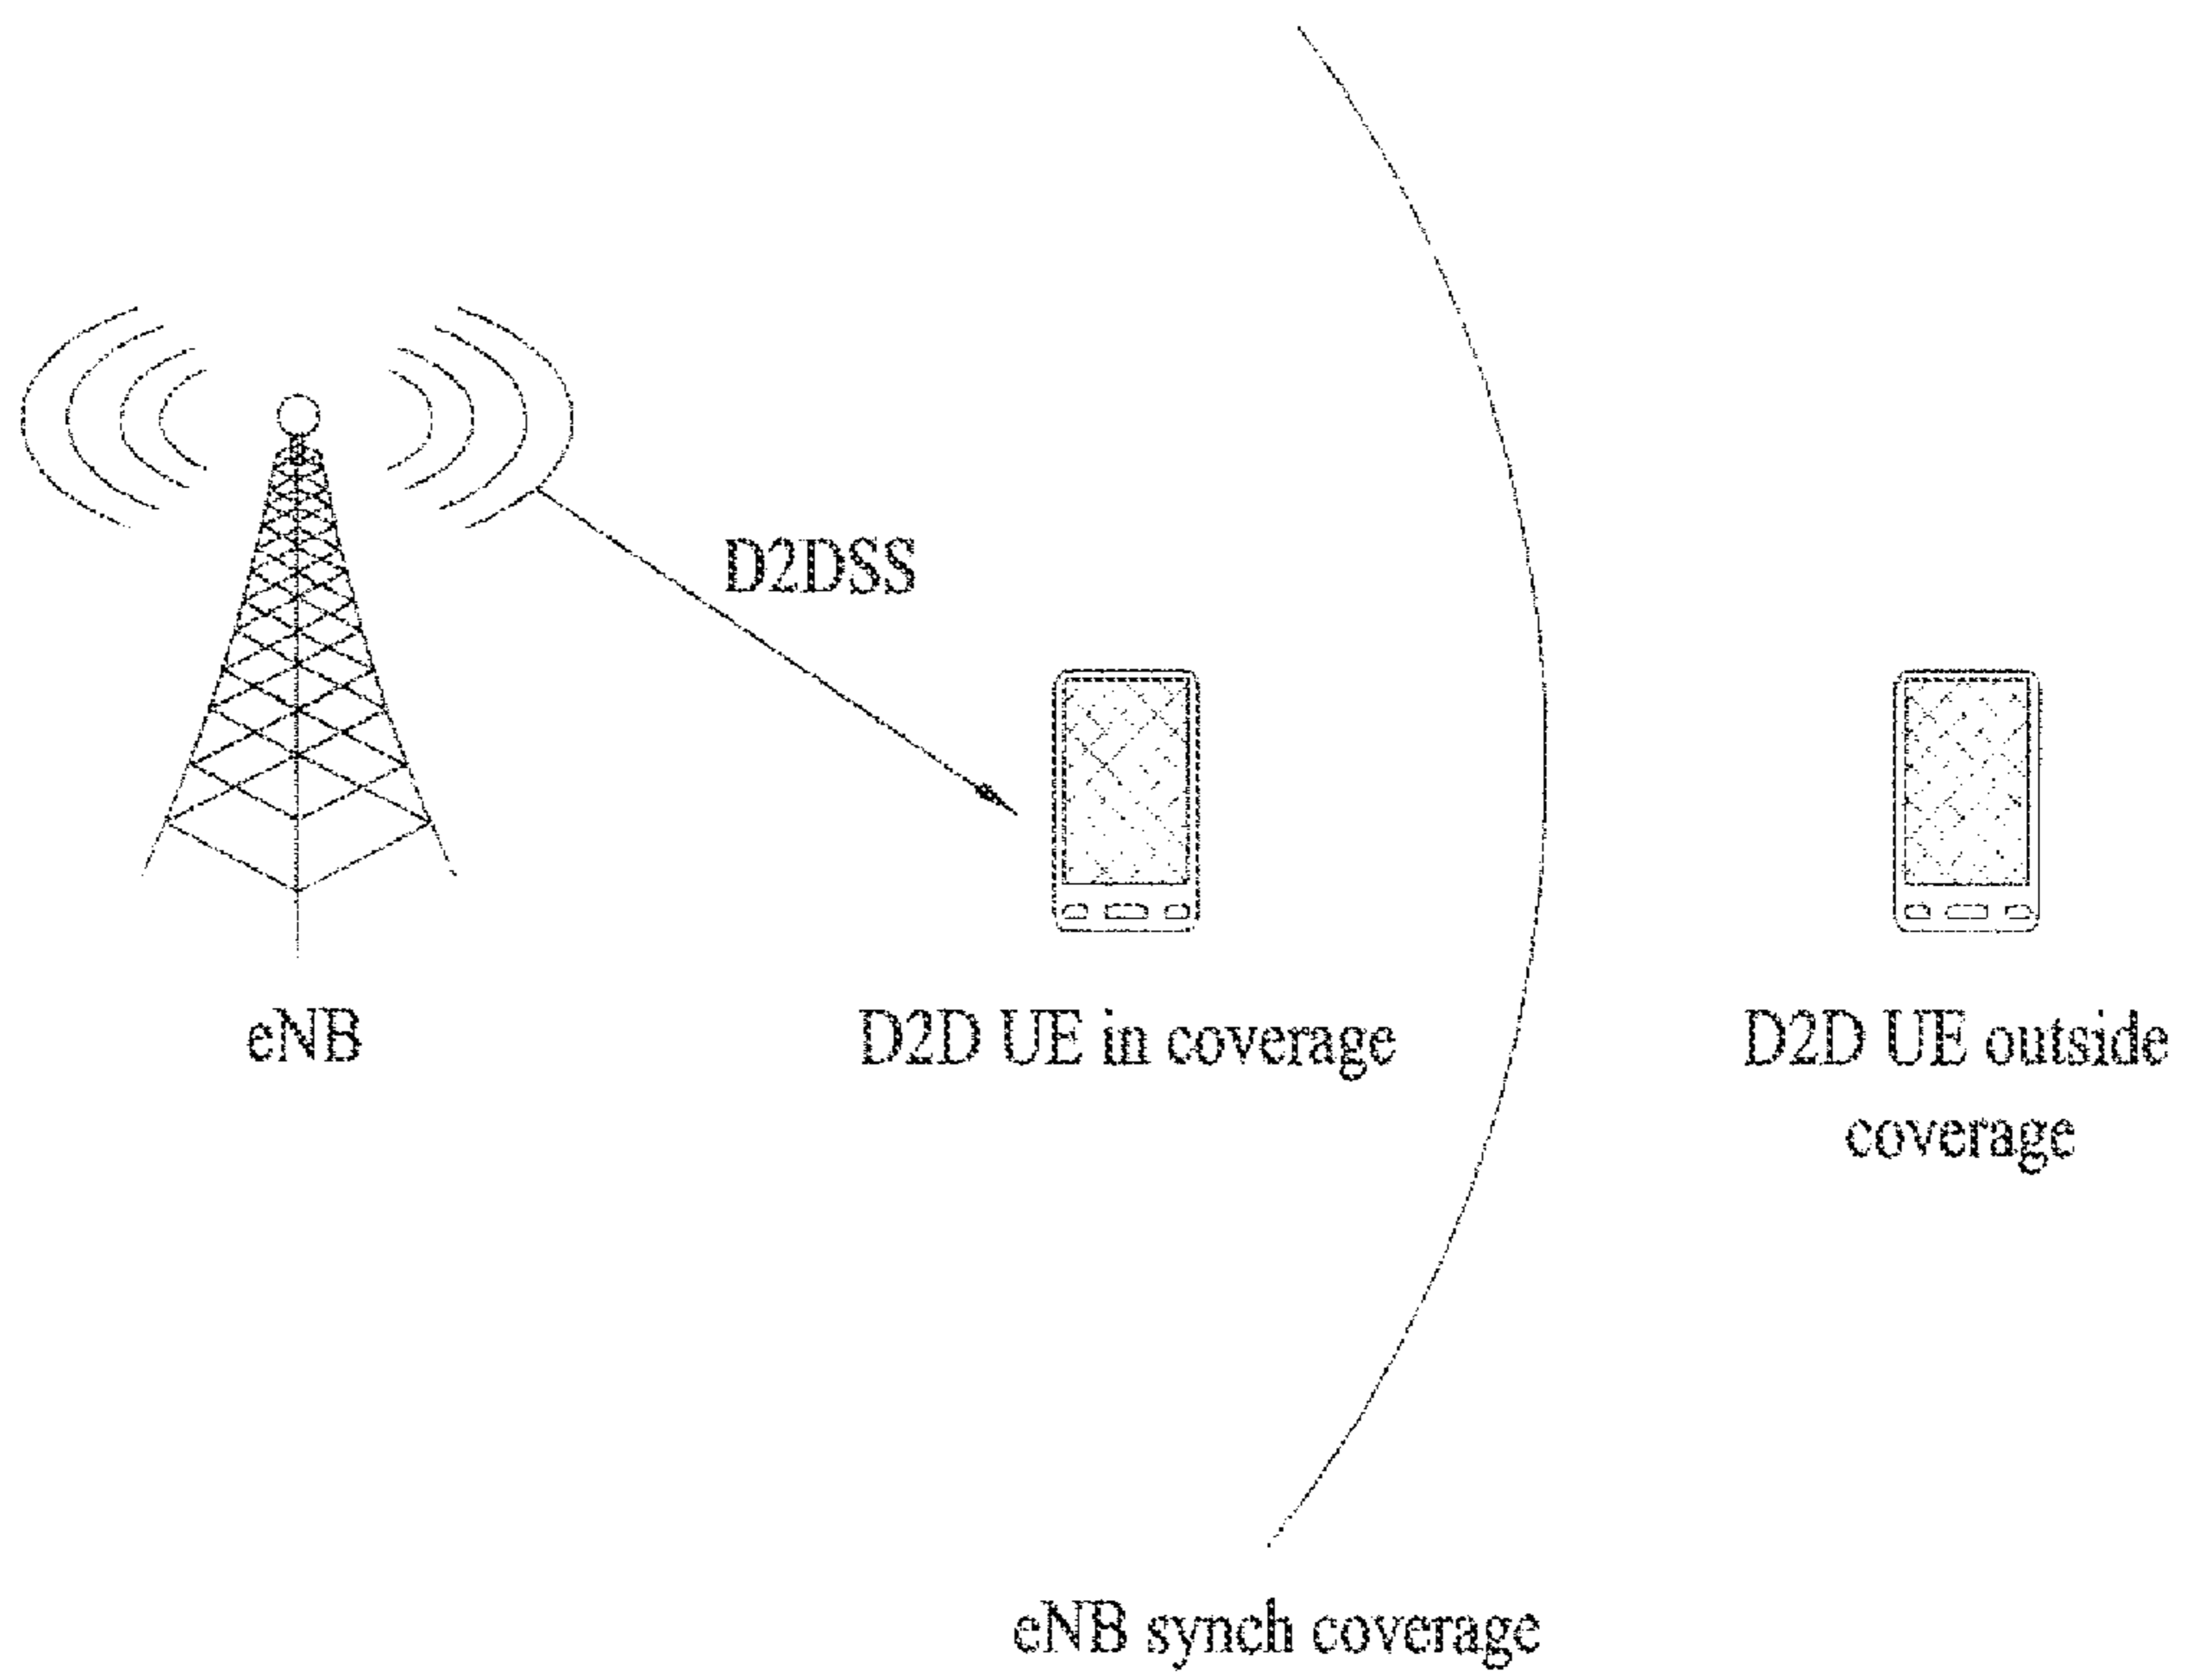 D2DSS
eNB
D2D UE in coverage
D2D UE outside
coverage
eNB synch coverage